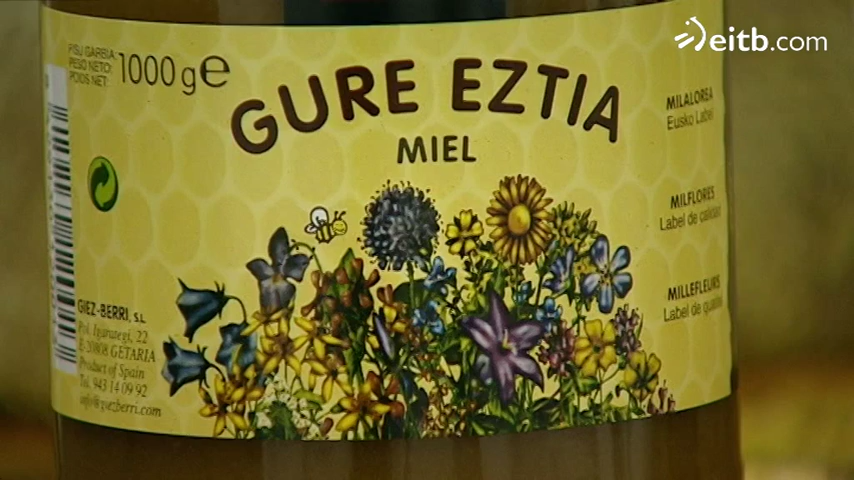 eitb.com
PISU GARBIA:
PESO NETO:
POIDS NET:
1000 g e
GURE EZTIA
MIEL
MILALOREA
Eusko Label
MILFLORES
Label de calidad
MILLEFLEURS
Label de qualité
GIEZ-BERRI, S.L.
Pol. Igarategi, 22
E-20808 GETARIA
Product of Spain
Tel. 943 14 09 92
info@giezberri.com